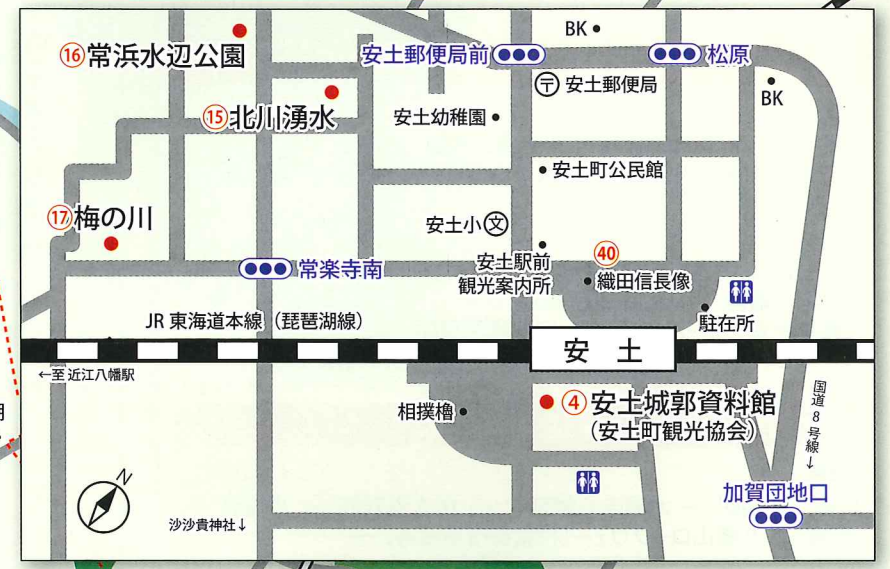 BK
⑯常浜水辺公園
安土郵便局前
松原
〒安土郵便局
BK
⑮北川湧水
安土幼稚園
安土町公民館
⑰梅の川
安土小文
常楽寺南
安土駅前
観光案内所
㊵
織田信長像
駐在所
JR 東海道本線（琵琶湖線）
安 土
←至 近江八幡駅
相撲櫓
④安土城郭資料館
（安土町観光協会）
国道8号線↓
加賀団地口
N
沙沙貴神社↓